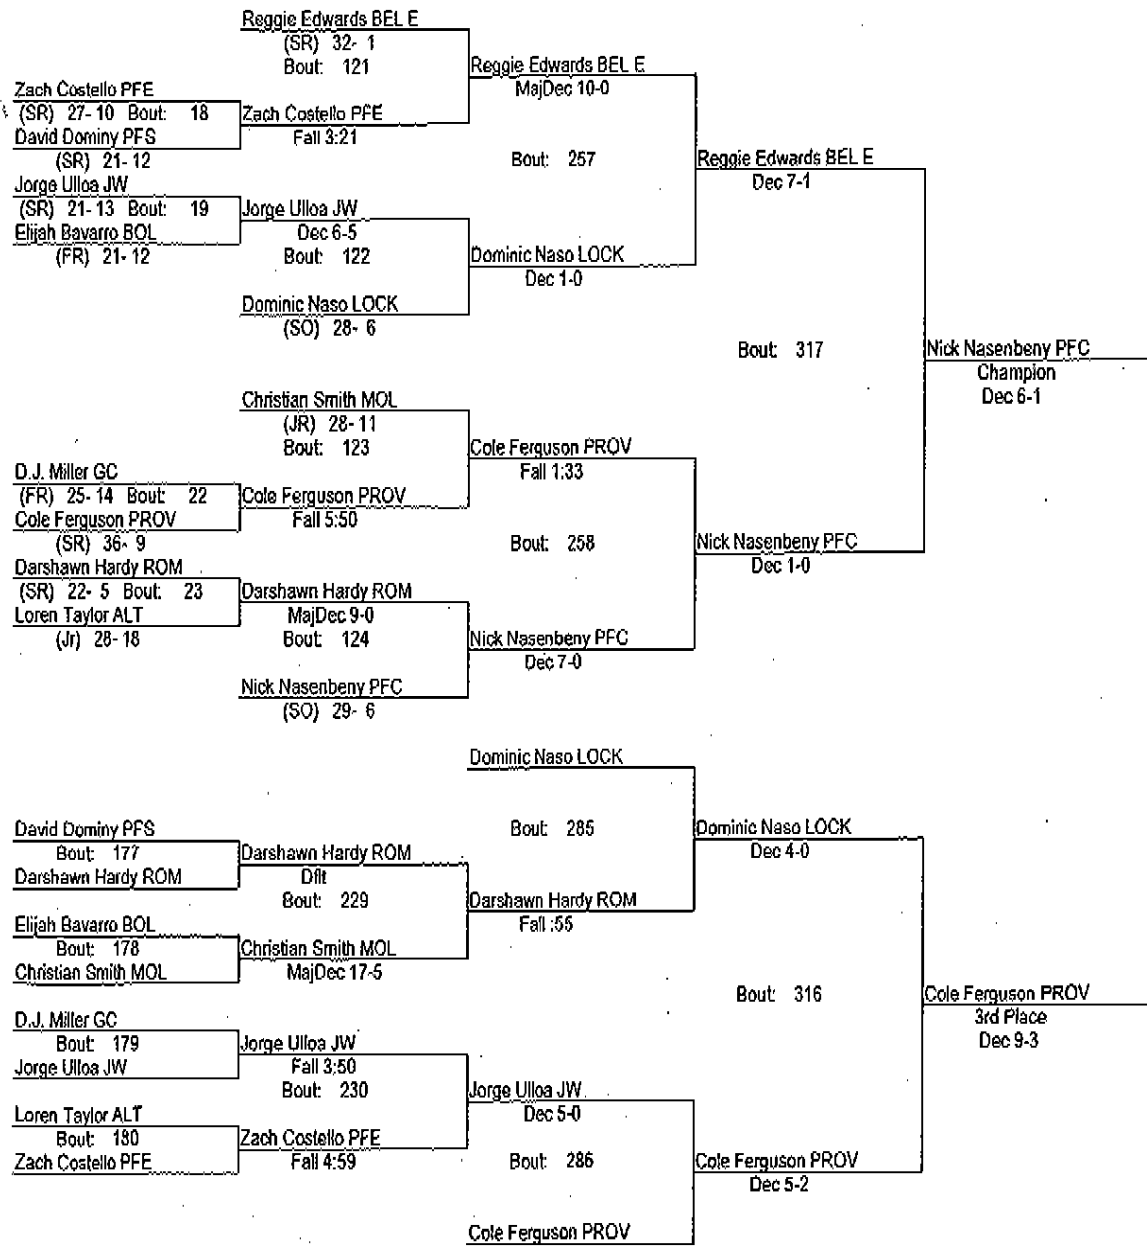 Reggie Edwards BEL E
(SR) 32- 1
Bout: 121
Reggie Edwards BEL E
MajDec 10-0
Zach Costello PFE
(SR) 27- 10 Bout: 18
Zach Costello PFE
Fall 3:21
David Dominy PFS
(SR) 21- 12
Bout: 257
Reggie Edwards BEL E
Dec 7-1
Jorge Ulloa JW
(SR) 21- 13 Bout: 19
Jorge Ulloa JW
Dec 6-5
Bout: 122
Elijah Bavarro BOL
(FR) 21- 12
Dominic Naso LOCK
Dec 1-0
Dominic Naso LOCK
(SO) 28- 6
Bout: 317
Nick Nasenbeny PFC
Champion
Dec 6-1
Christian Smith MOL
(JR) 28- 11
Bout: 123
Cole Ferguson PROV
Fall 1:33
D.J. Miller GC
(FR) 25- 14 Bout: 22
Cole Ferguson PROV
Fall 5:50
Cole Ferguson PROV
(SR) 36- 9
Bout: 258
Nick Nasenbeny PFC
Dec 1-0
Darshawn Hardy ROM
(SR) 22- 5 Bout: 23
Darshawn Hardy ROM
MajDec 9-0
Bout: 124
Loren Taylor ALT
(Jr) 28- 18
Nick Nasenbeny PFC
Dec 7-0
Nick Nasenbeny PFC
(SO) 29- 6
Dominic Naso LOCK
Bout: 285
Dominic Naso LOCK
Dec 4-0
David Dominy PFS
Bout: 177
Darshawn Hardy ROM
Darshawn Hardy ROM
Dflt
Bout: 229
Darshawn Hardy ROM
Fall :55
Elijah Bavarro BOL
Bout: 178
Christian Smith MOL
Christian Smith MOL
MajDec 17-5
Bout: 316
Cole Ferguson PROV
3rd Place
Dec 9-3
D.J. Miller GC
Bout: 179
Jorge Ulloa JW
Jorge Ulloa JW
Fall 3:50
Bout: 230
Jorge Ulloa JW
Dec 5-0
Loren Taylor ALT
Bout: 180
Zach Costello PFE
Zach Costello PFE
Fall 4:59
Bout: 286
Cole Ferguson PROV
Dec 5-2
Cole Ferguson PROV